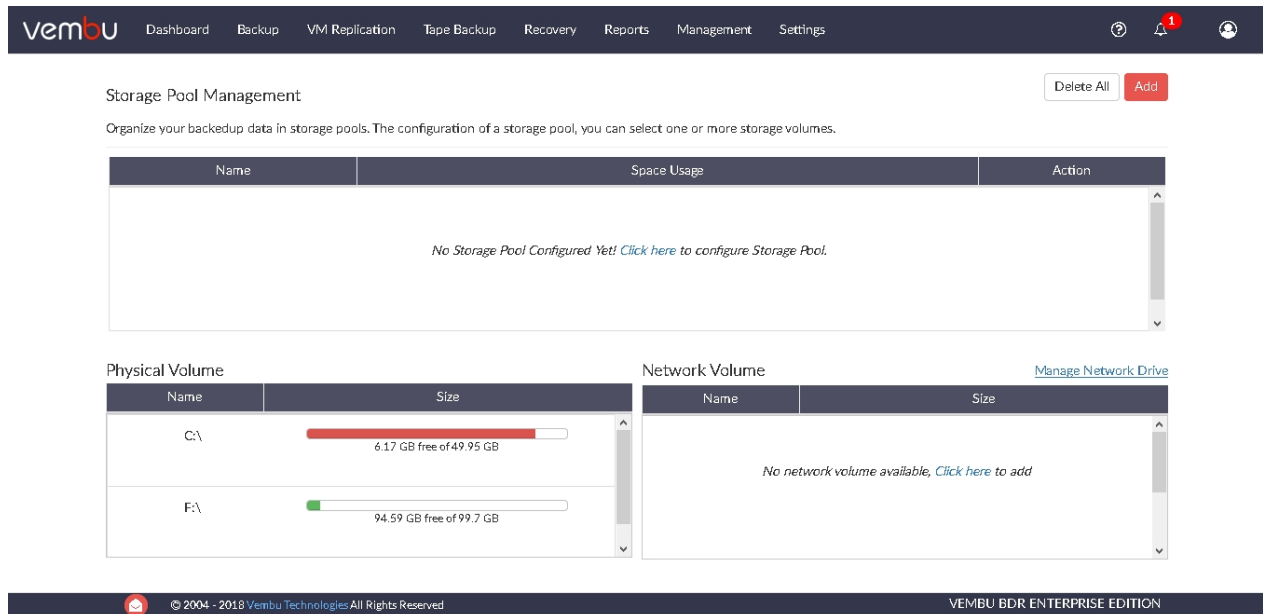 vembu Dashboard Backup VM Replication Tape Backup Recovery Reports Management Settings 1
Storage Pool Management Delete All Add
Organize your backedup data in storage pools. The configuration of a storage pool, you can select one or more storage volumes.
Name Space Usage Action
No Storage Pool Configured Yet! Click here to configure Storage Pool.
Physical Volume
Name Size
C:\
6.17 GB free of 49.95 GB
F:\
94.59 GB free of 99.7 GB
Network Volume Manage Network Drive
Name Size
No network volume available, Click here to add
© 2004 - 2018 Vembu Technologies All Rights Reserved VEMBU BDR ENTERPRISE EDITION